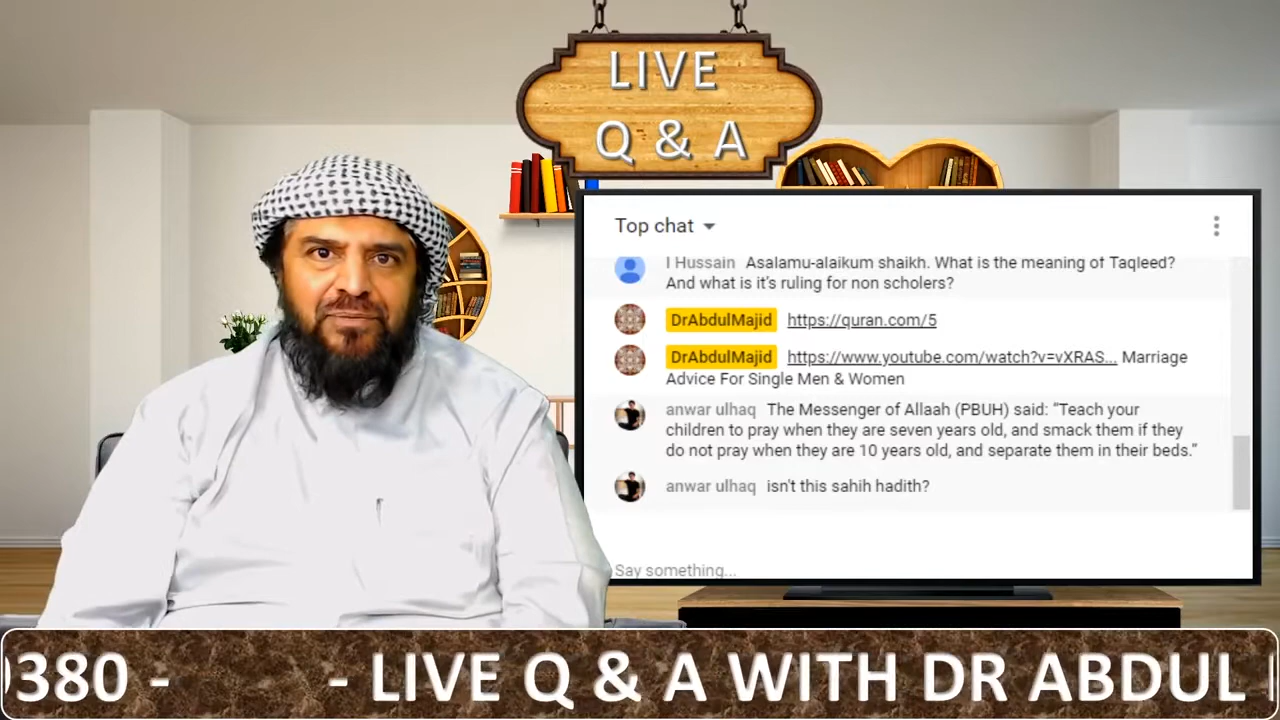 LIVE
Q & A
Top chat
I Hussain Asalamu-alaikum shaikh. What is the meaning of Taqleed?
And what is it's ruling for non scholers?
DrAbdulMajid https://quran.com/5
DrAbdulMajid https://www.youtube.com/watch?v=vXRAS... Marriage
Advice For Single Men & Women
anwar ulhaq The Messenger of Allaah (PBUH) said: “Teach your
children to pray when they are seven years old, and smack them if they
do not pray when they are 10 years old, and separate them in their beds.”
anwar ulhaq isn't this sahih hadith?
Say something...
380 - - LIVE Q & A WITH DR ABDUL